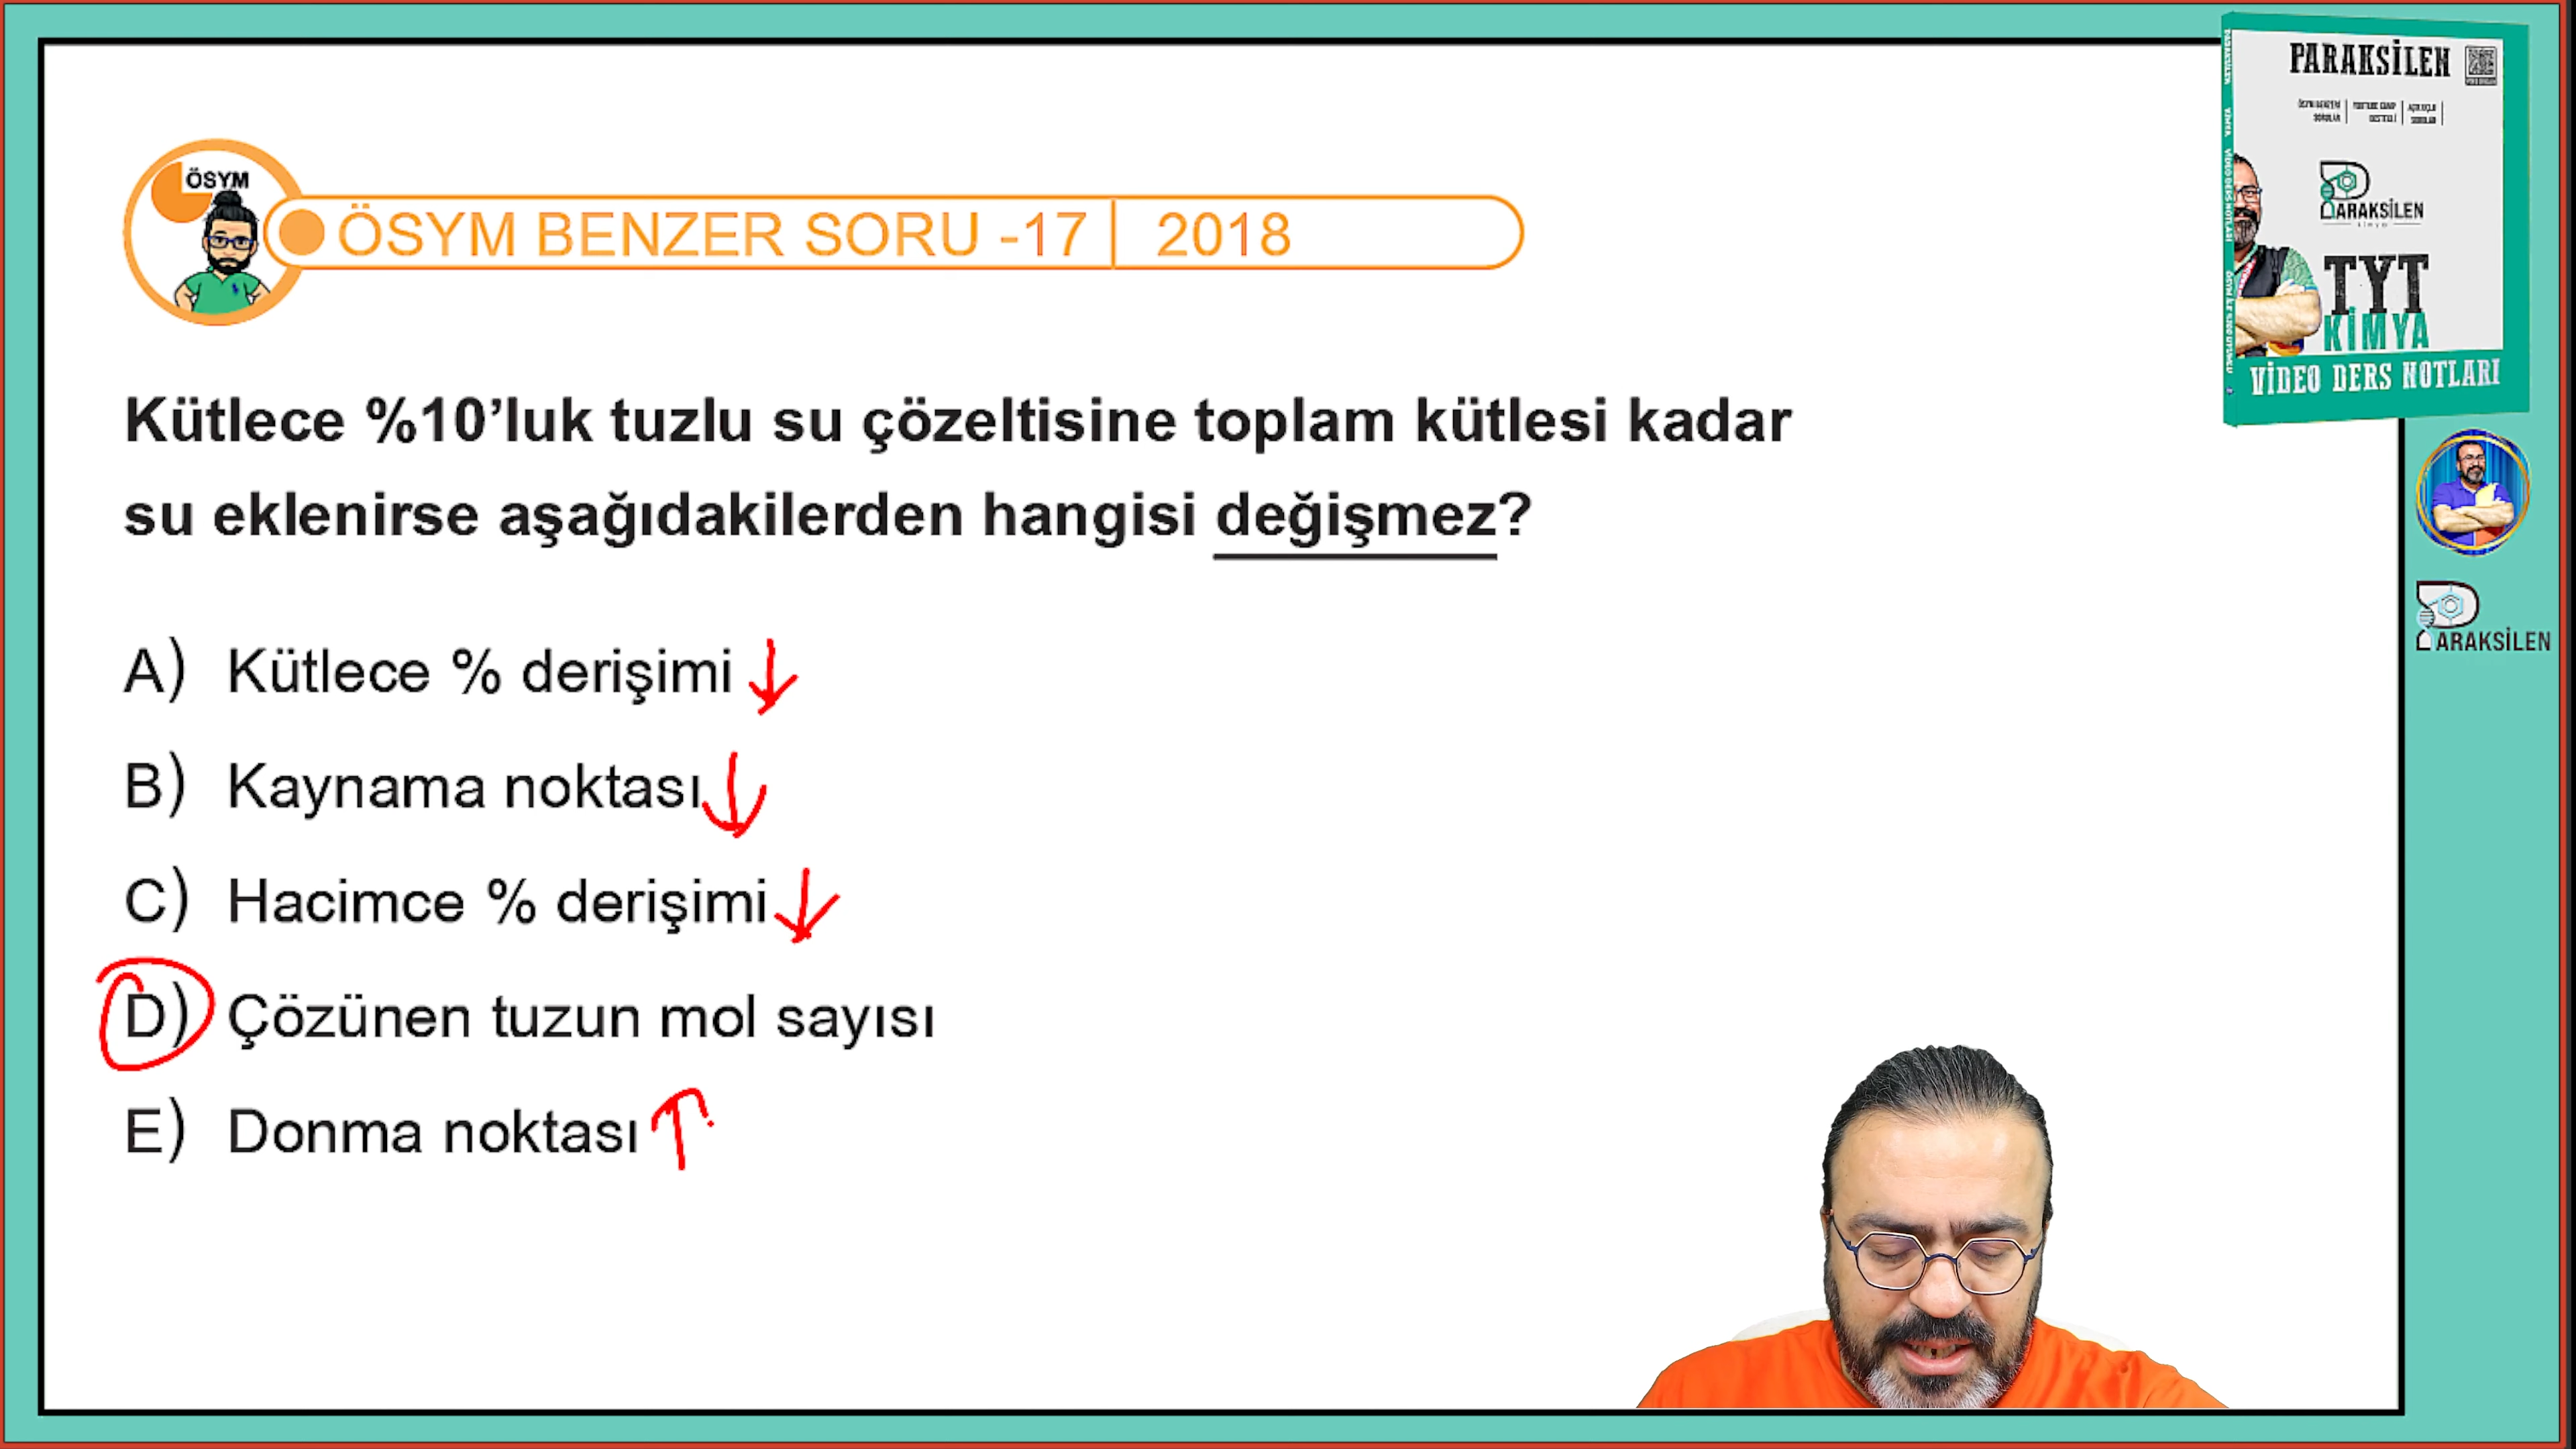 ÖSYM
ÖSYM BENZER SORU -17 | 2018
Kütlece %10’luk tuzlu su çözeltisine toplam kütlesi kadar
su eklenirse aşağıdakilerden hangisi değişmez?
A) Kütlece % derişimi
B) Kaynama noktası
C) Hacimce % derişimi
D) Çözünen tuzun mol sayısı
E) Donma noktası
PARAKSİLEN
ARAKSİLEN
TYT
KİMYA
VİDEO DERS NOTLARI
ARAKSİLEN